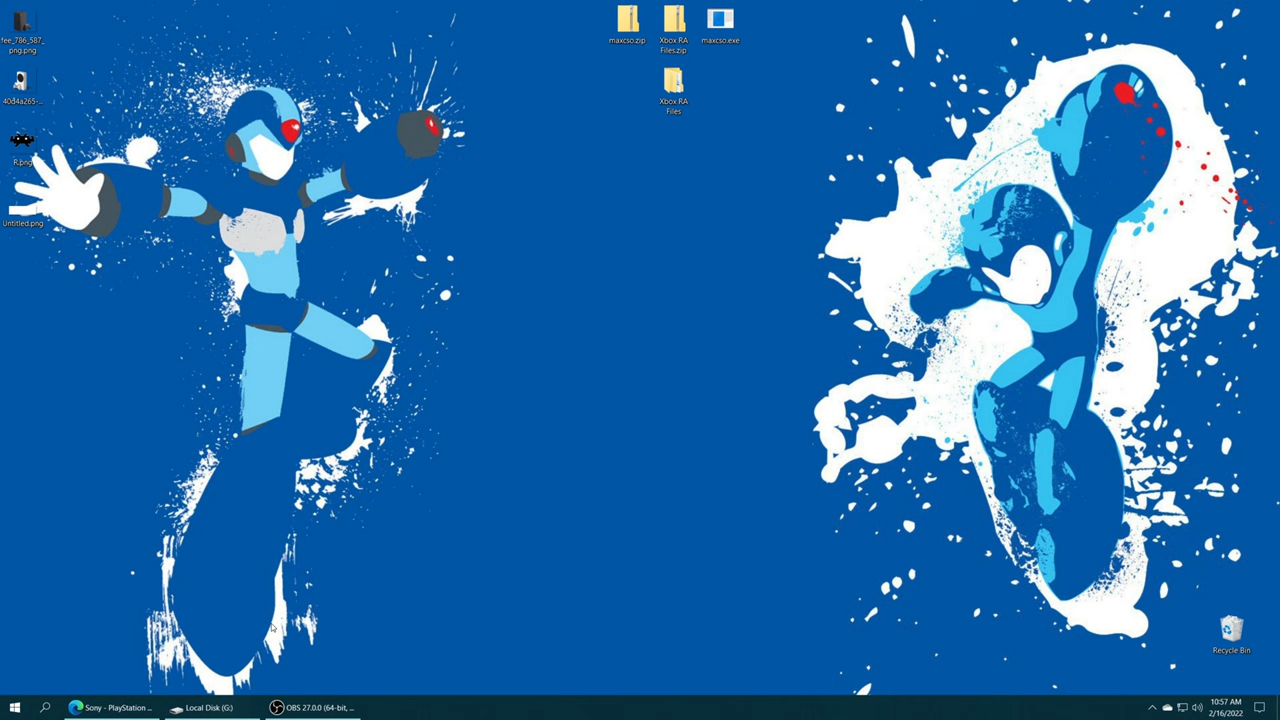 fee_786_587_
png.png
40d4a265-...
R.png
Untitled.png
maxcso.zip
Xbox RA
Files.zip
maxcso.exe
Xbox RA
Files
Recycle Bin
Sony - PlayStation ...
Local Disk (G:)
OBS 27.0.0 (64-bit, ...
10:57 AM
2/16/2022